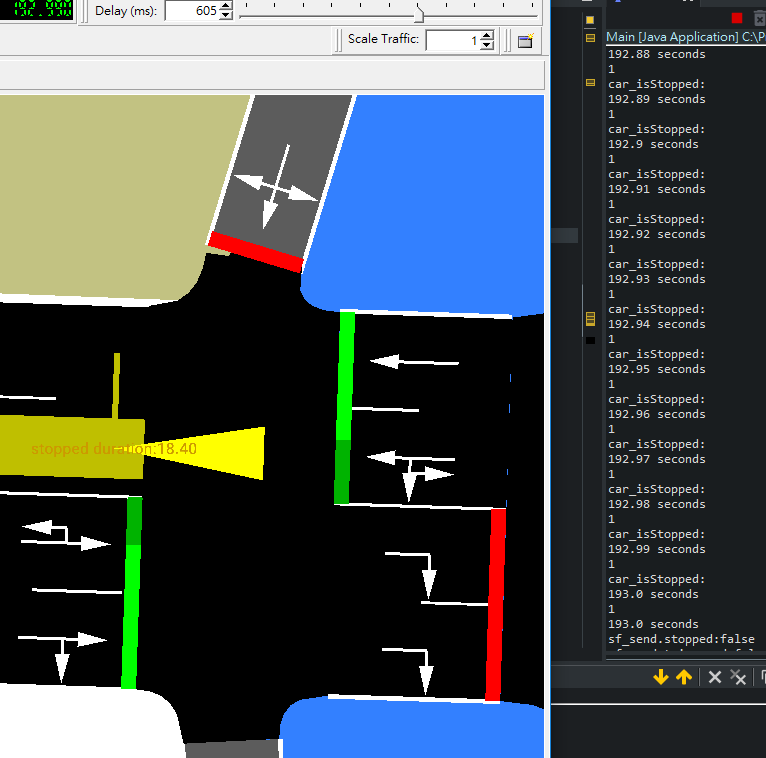 192.990
Delay (ms): 605
Scale Traffic: 1
stopped duration:18.40
Main [Java Application] C:\P
192.88 seconds
1
car_isStopped:
192.89 seconds
1
car_isStopped:
192.9 seconds
1
car_isStopped:
192.91 seconds
1
car_isStopped:
192.92 seconds
1
car_isStopped:
192.93 seconds
1
car_isStopped:
192.94 seconds
1
car_isStopped:
192.95 seconds
1
car_isStopped:
192.96 seconds
1
car_isStopped:
192.97 seconds
1
car_isStopped:
192.98 seconds
1
car_isStopped:
192.99 seconds
1
car_isStopped:
193.0 seconds
1
193.0 seconds
sf_send.stopped:false